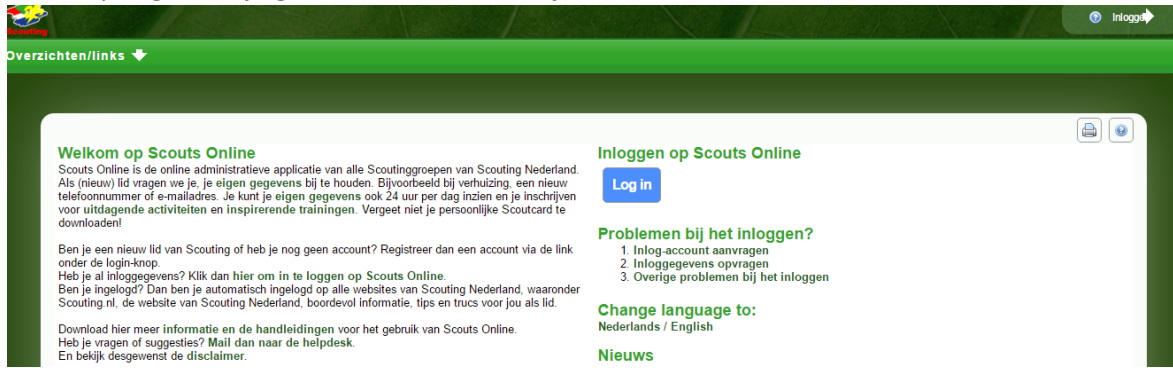 Scouting
Inloggen
Overzichten/links
Welkom op Scouts Online
Scouts Online is de online administratieve applicatie van alle Scoutinggroepen van Scouting Nederland.
Als (nieuw) lid vragen we je, je eigen gegevens bij te houden. Bijvoorbeeld bij verhuizing, een nieuw
telefoonnummer of e-mailadres. Je kunt je eigen gegevens ook 24 uur per dag inzien en je inschrijven
voor uitdagende activiteiten en inspirerende trainingen. Vergeet niet je persoonlijke Scoutcard te
downloaden!
Ben je een nieuw lid van Scouting of heb je nog geen account? Registreer dan een account via de link
onder de login-knop.
Heb je al inloggegevens? Klik dan hier om in te loggen op Scouts Online.
Ben je ingelogd? Dan ben je automatisch ingelogd op alle websites van Scouting Nederland, waaronder
Scouting.nl, de website van Scouting Nederland, boordevol informatie, tips en trucs voor jou als lid.
Download hier meer informatie en de handleidingen voor het gebruik van Scouts Online.
Heb je vragen of suggesties? Mail dan naar de helpdesk.
En bekijk desgewenst de disclaimer.
Inloggen op Scouts Online
Log in
Problemen bij het inloggen?
1. Inlog-account aanvragen
2. Inloggegevens opvragen
3. Overige problemen bij het inloggen
Change language to:
Nederlands / English
Nieuws